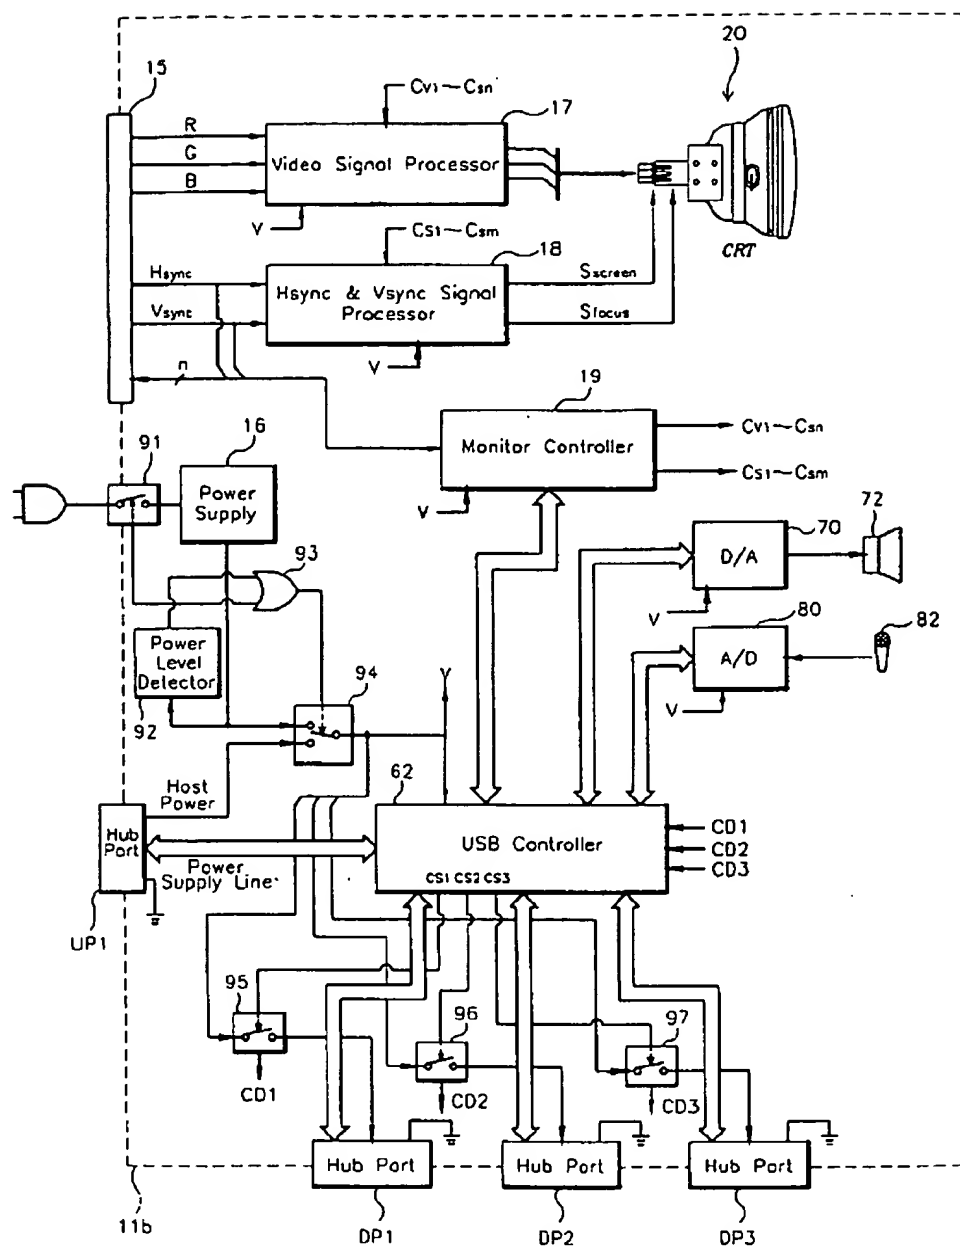 20
15
Cv1~Csn
17
R
G
B
Video Signal Processor
V
CRT
Cs1~Csm
18
Hsync
Vsync
Hsync & Vsync Signal
Processor
Sscreen
Sfocus
V
n
19
Monitor Controller
Cv1~Csn
Cs1~Csm
V
91
16
Power
Supply
93
70
72
D/A
V
80
82
A/D
V
Power
Level
Detector
92
94
V
62
Host
Power
Hub
Port
USB Controller
CD1
CD2
CD3
Power
Supply Line
CS1 CS2 CS3
UP1
95
96
97
CD1
CD2
CD3
Hub Port
Hub Port
Hub Port
11b
DP1
DP2
DP3